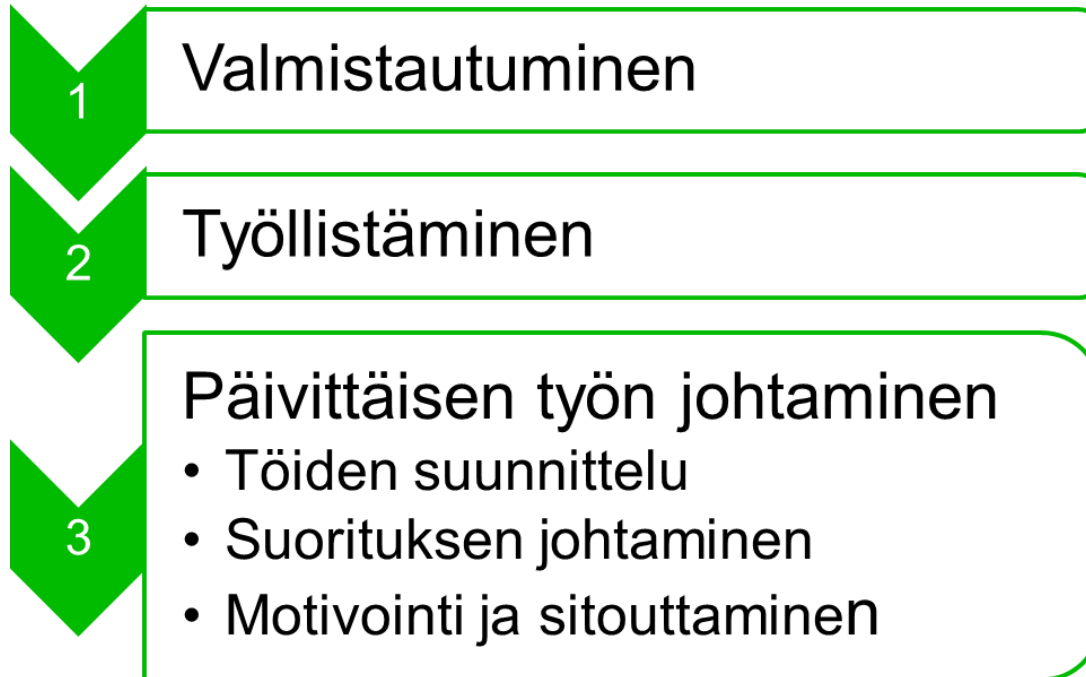 1
Valmistautuminen
2
Työllistäminen
3
Päivittäisen työn johtaminen
• Töiden suunnittelu
• Suorituksen johtaminen
• Motivointi ja sitouttaminen